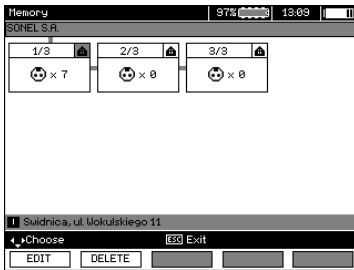 Memory 97% 13:09
SONEL S.A.
1/3 2/3 3/3
x 7 x 0 x 0
Swidnica, ul. Wokulskiego 11
Choose ESC Exit
EDIT DELETE